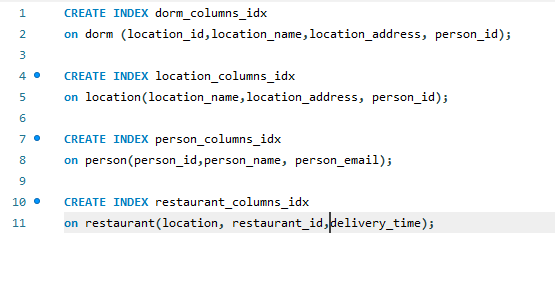 1 CREATE INDEX dorm_columns_idx
2 on dorm (location_id,location_name,location_address, person_id);
3
4 CREATE INDEX location_columns_idx
5 on location(location_name,location_address, person_id);
6
7 CREATE INDEX person_columns_idx
8 on person(person_id,person_name, person_email);
9
10 CREATE INDEX restaurant_columns_idx
11 on restaurant(location, restaurant_id,delivery_time);